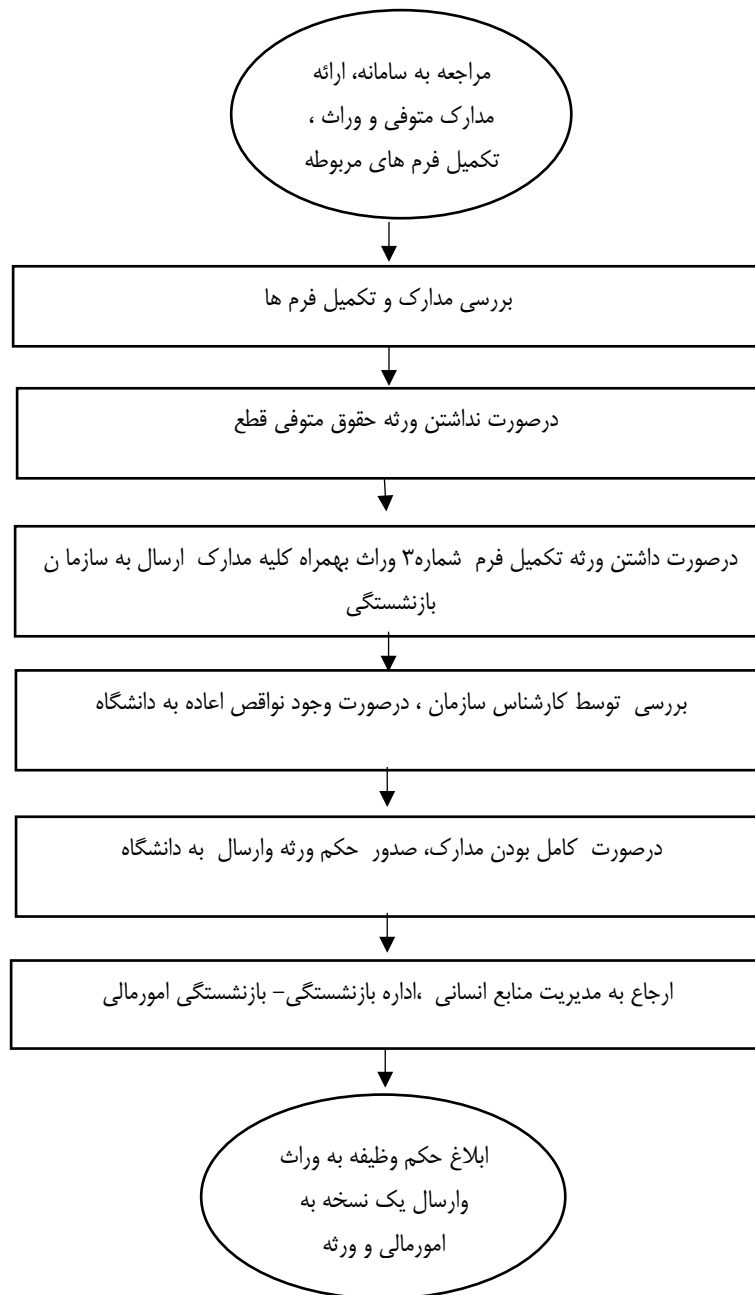 مراجعه به سامانه، ارائه
مدارک متوفی و وراث ،
تکمیل فرم های مربوطه
بررسی مدارک و تکمیل فرم ها
درصورت نداشتن ورثه حقوق متوفی قطع
درصورت داشتن ورثه تکمیل فرم شماره۳ وراث بهمراه کلیه مدارک ارسال به سازما ن
بازنشستگی
بررسی توسط کارشناس سازمان ، درصورت وجود نواقص اعاده به دانشگاه
درصورت کامل بودن مدارک، صدور حکم ورثه وارسال به دانشگاه
ارجاع به مدیریت منابع انسانی ،اداره بازنشستگی– بازنشستگی امورمالی
ابلاغ حکم وظیفه به وراث
وارسال یک نسخه به
امورمالی و ورثه